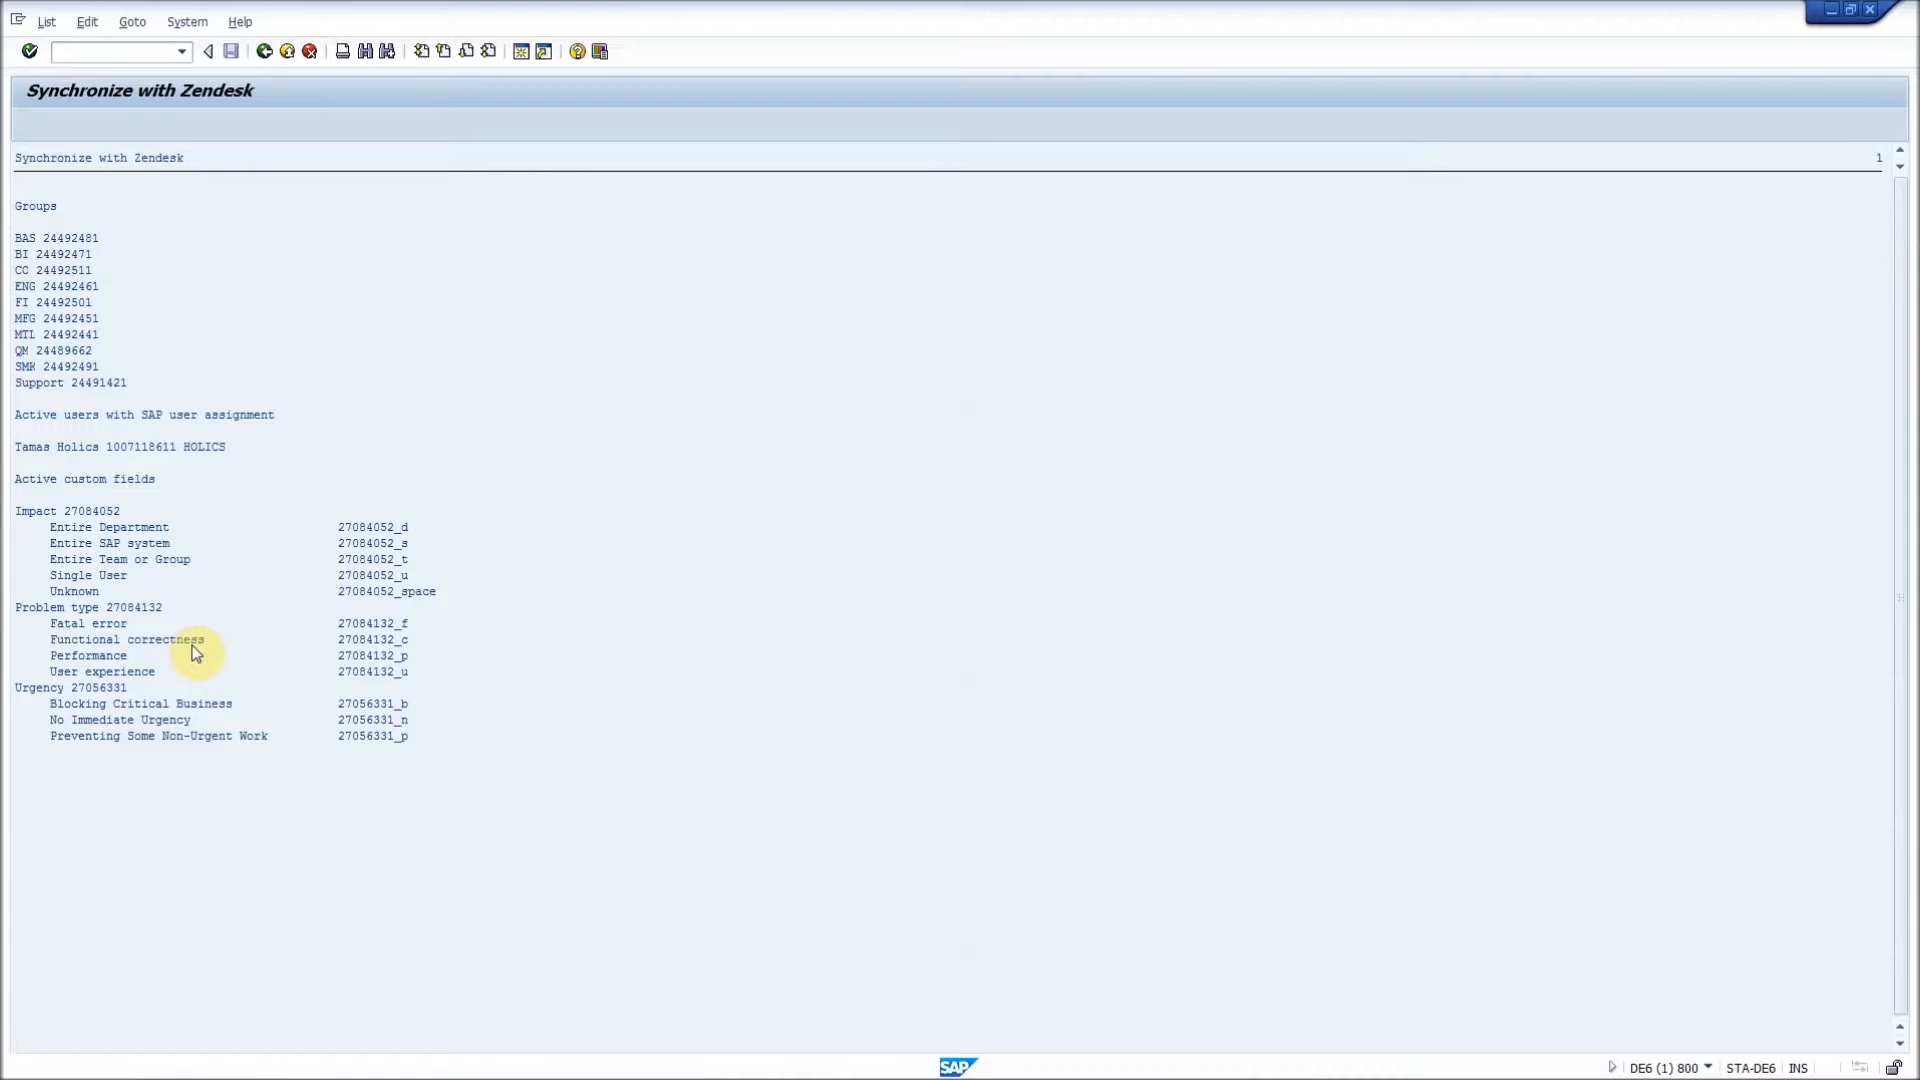 List Edit Goto System Help
Synchronize with Zendesk
Synchronize with Zendesk 1
Groups
BAS 24492481
BI 24492471
CC 24492511
ENG 24492461
FI 24492501
MFG 24492451
MTL 24492441
QM 24489662
SMK 24492491
Support 24491421
Active users with SAP user assignment
Tamas Holics 1007118611 HOLICS
Active custom fields
Impact 27084052
Entire Department 27084052_d
Entire SAP system 27084052_s
Entire Team or Group 27084052_t
Single User 27084052_u
Unknown 27084052_space
Problem type 27084132
Fatal error 27084132_f
Functional correctness 27084132_c
Performance 27084132_p
User experience 27084132_u
Urgency 27056331
Blocking Critical Business 27056331_b
No Immediate Urgency 27056331_n
Preventing Some Non-Urgent Work 27056331_p
SAP DE6 (1) 800 STA-DE6 INS